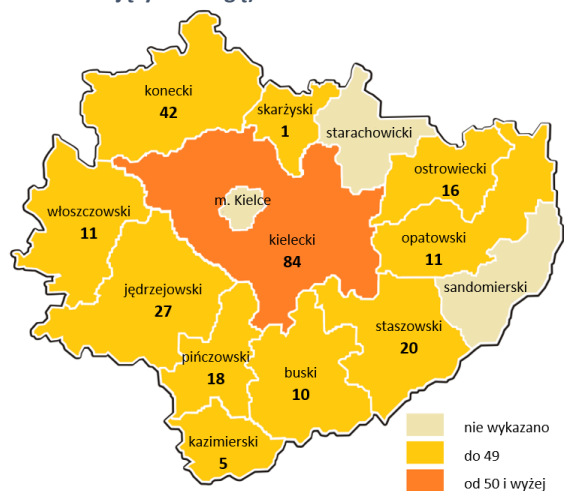 konecki
42
skarżyski
1
starachowicki
ostrowiecki
16
m. Kielce
włoszczowski
11
kielecki
84
opatowski
11
sandomierski
jędrzejowski
27
staszowski
20
pińczowski
18
buski
10
kazimierski
5
nie wykazano
do 49
od 50 i wyżej